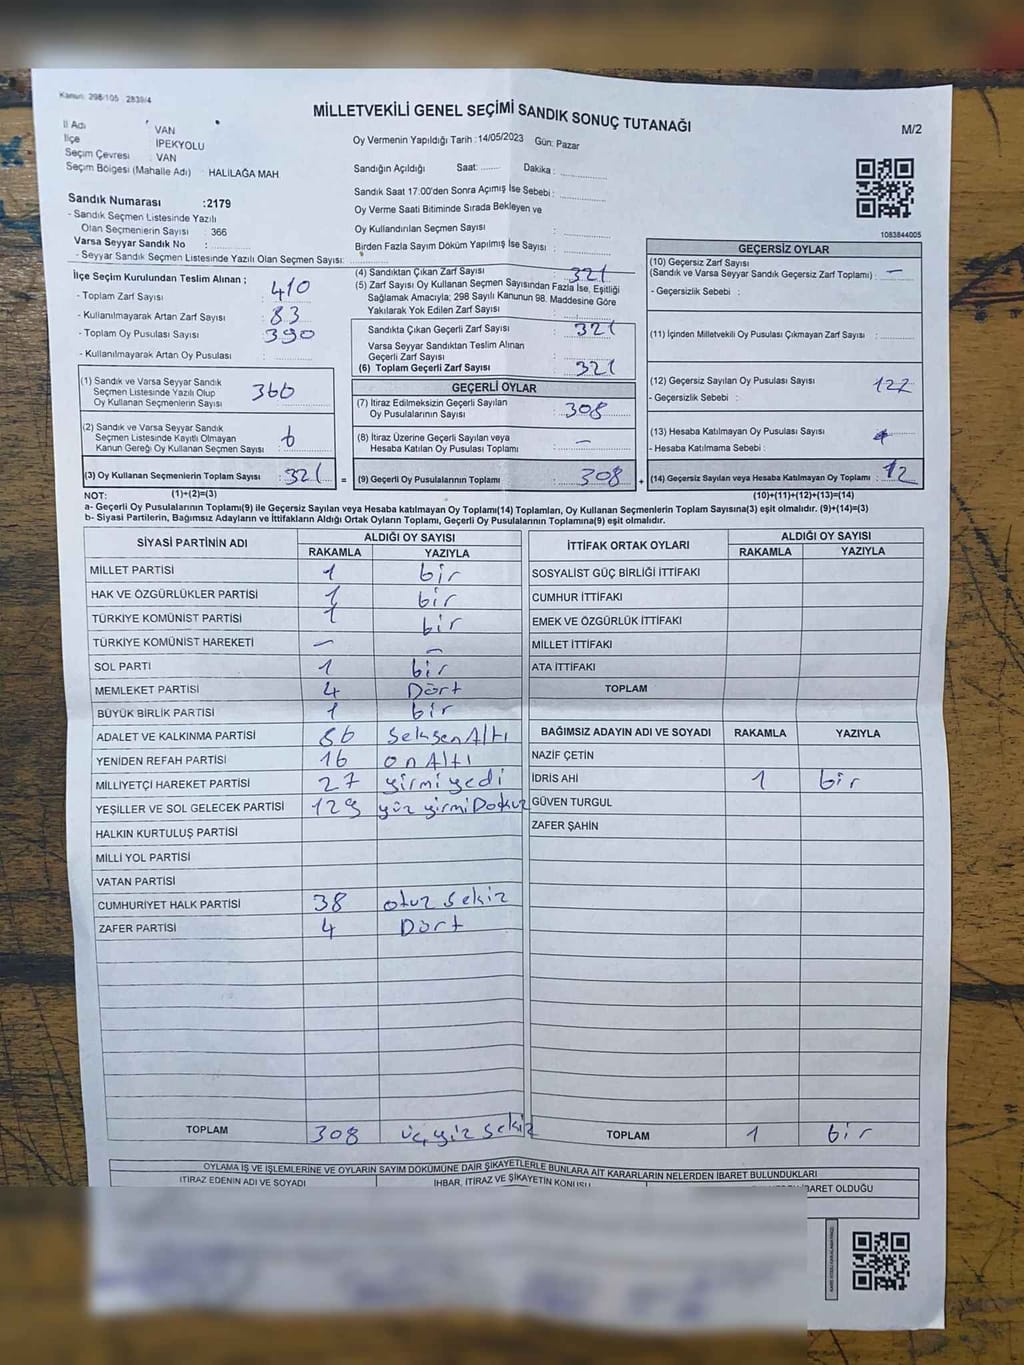 Kanun: 298/105 2839/4
MİLLETVEKİLİ GENEL SEÇİMİ SANDIK SONUÇ TUTANAĞI
M/2
İl Adı : VAN
İlçe : İPEKYOLU
Seçim Çevresi : VAN
Seçim Bölgesi (Mahalle Adı) : HALİLAĞA MAH.
Oy Vermenin Yapıldığı Tarih : 14/05/2023 Gün: Pazar
Sandığın Açıldığı Saat: ........ Dakika : ..............
Sandık Saat 17:00'den Sonra Açımış İse Sebebi : ..............
Oy Verme Saati Bitiminde Sırada Bekleyen ve
Oy Kullandırılan Seçmen Sayısı : ..............
Birden Fazla Sayım Döküm Yapılmış İSe Sayısı : ..............
1083844005
Sandık Numarası :2179
- Sandık Seçmen Listesinde Yazılı
Olan Seçmenlerin Sayısı : 366
Varsa Seyyar Sandık No : ..............
- Seyyar Sandık Seçmen Listesinde Yazılı Olan Seçmen Sayısı: ..............
İlçe Seçim Kurulundan Teslim Alınan ;
- Toplam Zarf Sayısı : 410
- Kullanılmayarak Artan Zarf Sayısı : 83
- Toplam Oy Pusulası Sayısı : 390
- Kullanılmayarak Artan Oy Pusulası : ..............
(1) Sandık ve Varsa Seyyar Sandık
Seçmen Listesinde Yazılı Olup
Oy Kullanan Seçmenlerin Sayısı : 366
(2) Sandık ve Varsa Seyyar Sandık
Seçmen Listesinde Kayıtlı Olmayan
Kanun Gereği Oy Kullanan Seçmen Sayısı : 6
(3) Oy Kullanan Seçmenlerin Toplam Sayısı : 321 =
(4) Sandıktan Çıkan Zarf Sayısı : 321
(5) Zarf Sayısı Oy Kullanan Seçmen Sayısından Fazla İse, Eşitliği
Sağlamak Amacıyla; 298 Sayılı Kanunun 98. Maddesine Göre
Yakılarak Yok Edilen Zarf Sayısı : ..............
Sandıkta Çıkan Geçerli Zarf Sayısı : 321
Varsa Seyyar Sandıktan Teslim Alınan
Geçerli Zarf Sayısı : ..............
(6) Toplam Geçerli Zarf Sayısı : 321
GEÇERLİ OYLAR
(7) İtiraz Edilmeksizin Geçerli Sayılan
Oy Pusulalarının Sayısı : 308
(8) İtiraz Üzerine Geçerli Sayılan veya
Hesaba Katılan Oy Pusulası Toplamı : —
(9) Geçerli Oy Pusulalarının Toplamı : 308 +
GEÇERSİZ OYLAR
(10) Geçersiz Zarf Sayısı
(Sandık ve Varsa Seyyar Sandık Geçersiz Zarf Toplamı) : —
- Geçersizlik Sebebi :
(11) İçinden Milletvekili Oy Pusulası Çıkmayan Zarf Sayısı : ..............
(12) Geçersiz Sayılan Oy Pusulası Sayısı
- Geçersizlik Sebebi :
(13) Hesaba Katılmayan Oy Pusulası Sayısı :
- Hesaba Katılmama Sebebi :
(14) Geçersiz Sayılan veya Hesaba Katılmayan Oy Toplamı : 12
NOT: (1)+(2)=(3) (10)+(11)+(12)+(13)=(14)
a- Geçerli Oy Pusulalarının Toplamı(9) ile Geçersiz Sayılan veya Hesaba katılmayan Oy Toplamı(14) Toplamları, Oy Kullanan Seçmenlerin Toplam Sayısına(3) eşit olmalıdır. (9)+(14)=(3)
b- Siyasi Partilerin, Bağımsız Adayların ve İttifakların Aldığı Ortak Oyların Toplamı, Geçerli Oy Pusulalarının Toplamına(9) eşit olmalıdır.
SİYASİ PARTİNİN ADI ALDIĞI OY SAYISI
RAKAMLA YAZIYLA
MİLLET PARTİSİ 1 bir
HAK VE ÖZGÜRLÜKLER PARTİSİ 1 bir
TÜRKİYE KOMÜNİST PARTİSİ 1 bir
TÜRKİYE KOMÜNİST HAREKETİ — —
SOL PARTİ 1 bir
MEMLEKET PARTİSİ 4 Dört
BÜYÜK BİRLİK PARTİSİ 1 bir
ADALET VE KALKINMA PARTİSİ 86 SeksenAltı
YENİDEN REFAH PARTİSİ 16 onAltı
MİLLİYETÇİ HAREKET PARTİSİ 27 yirmiyedi
YEŞİLLER VE SOL GELECEK PARTİSİ 129 yüz yirmiDokuz
HALKIN KURTULUŞ PARTİSİ
MİLLİ YOL PARTİSİ
VATAN PARTİSİ
CUMHURİYET HALK PARTİSİ 38 otuz sekiz
ZAFER PARTİSİ 4 Dört
TOPLAM 308 üçyüz sekiz
İTTİFAK ORTAK OYLARI ALDIĞI OY SAYISI
RAKAMLA YAZIYLA
SOSYALİST GÜÇ BİRLİĞİ İTTİFAKI
CUMHUR İTTİFAKI
EMEK VE ÖZGÜRLÜK İTTİFAKI
MİLLET İTTİFAKI
ATA İTTİFAKI
TOPLAM
BAĞIMSIZ ADAYIN ADI VE SOYADI RAKAMLA YAZIYLA
NAZİF ÇETİN
İDRİS AHİ 1 bir
GÜVEN TURGUL
ZAFER ŞAHİN
TOPLAM 1 bir
OYLAMA İŞ VE İŞLEMLERİNE VE OYLARIN SAYIM DÖKÜMÜNE DAİR ŞİKAYETLERLE BUNLARA AİT KARARLARIN NELERDEN İBARET BULUNDUKLARI
İTİRAZ EDENİN ADI VE SOYADI İHBAR, İTİRAZ VE ŞİKAYETİN KONUSU İBARET OLDUĞU